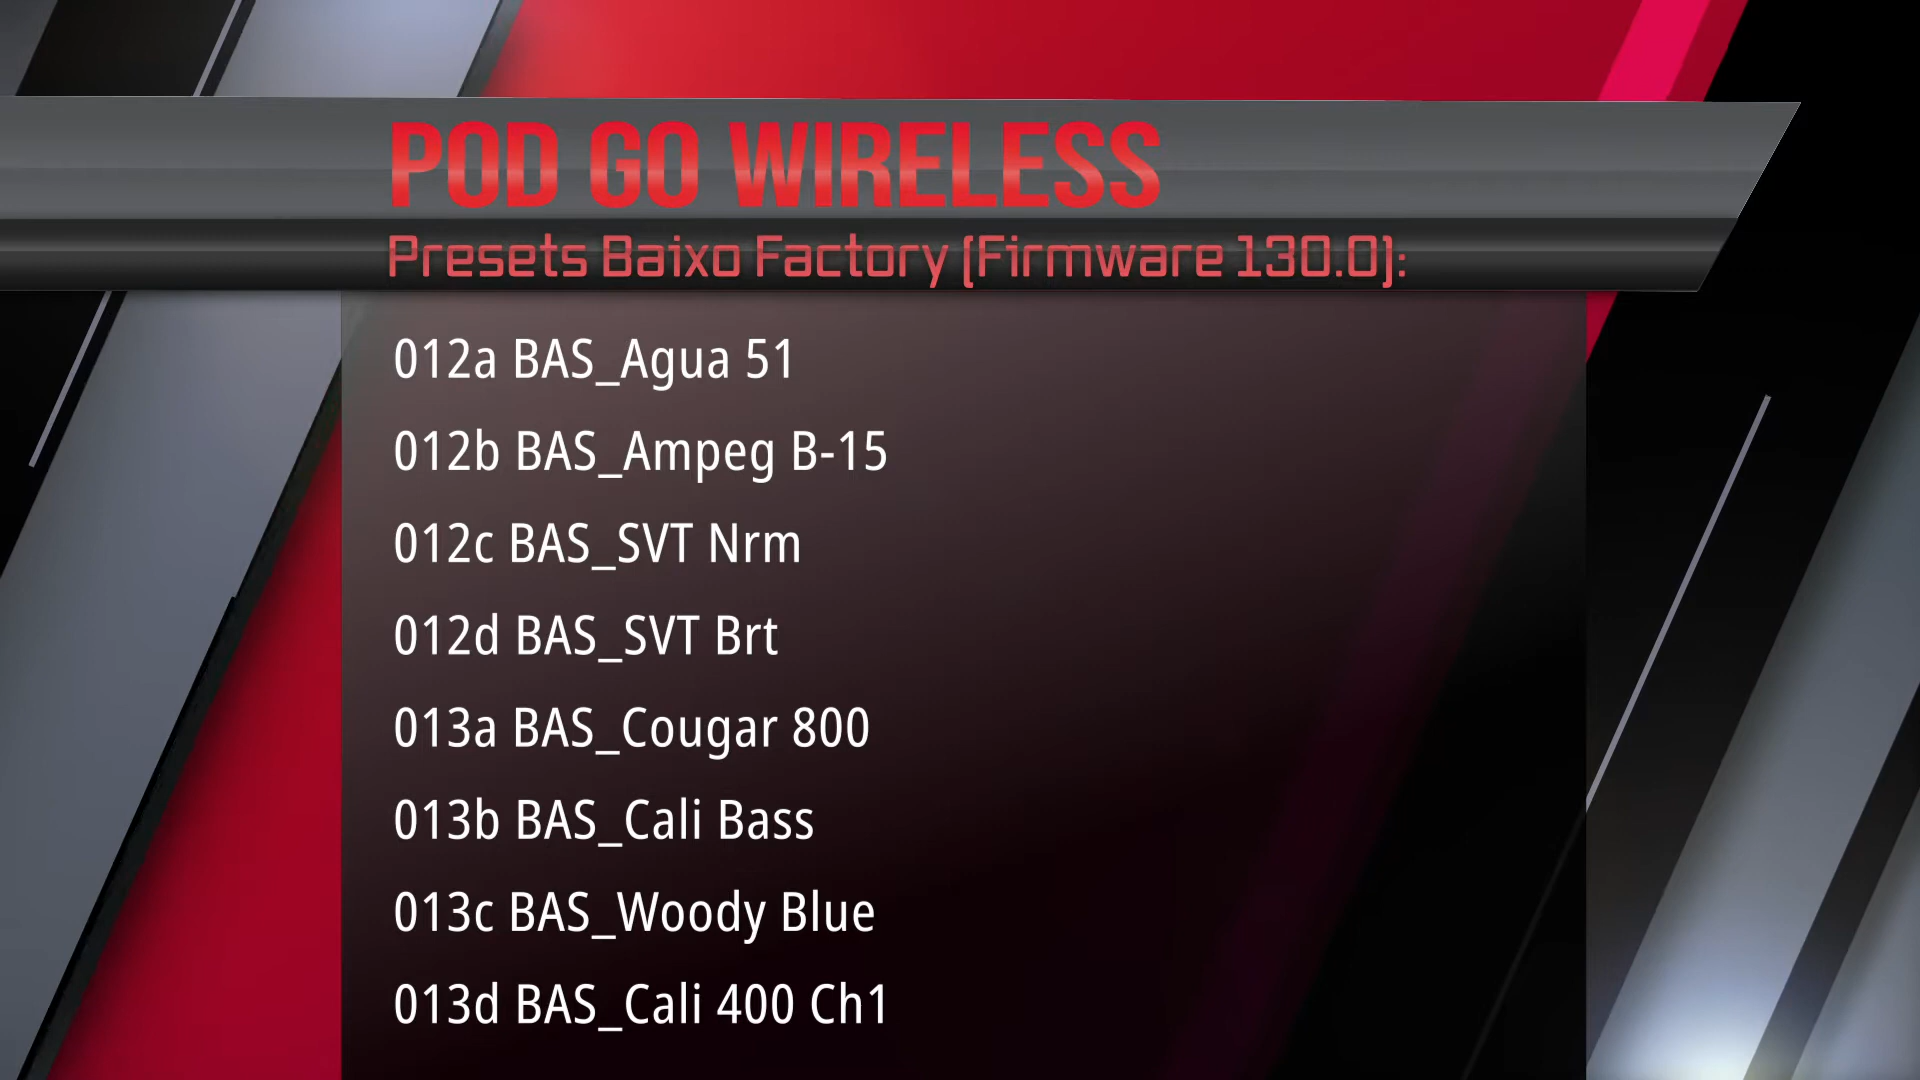 POD GO WIRELESS
Presets Baixo Factory (Firmware 130.0):
012a BAS_Agua 51
012b BAS_Ampeg B-15
012c BAS_SVT Nrm
012d BAS_SVT Brt
013a BAS_Cougar 800
013b BAS_Cali Bass
013c BAS_Woody Blue
013d BAS_Cali 400 Ch1